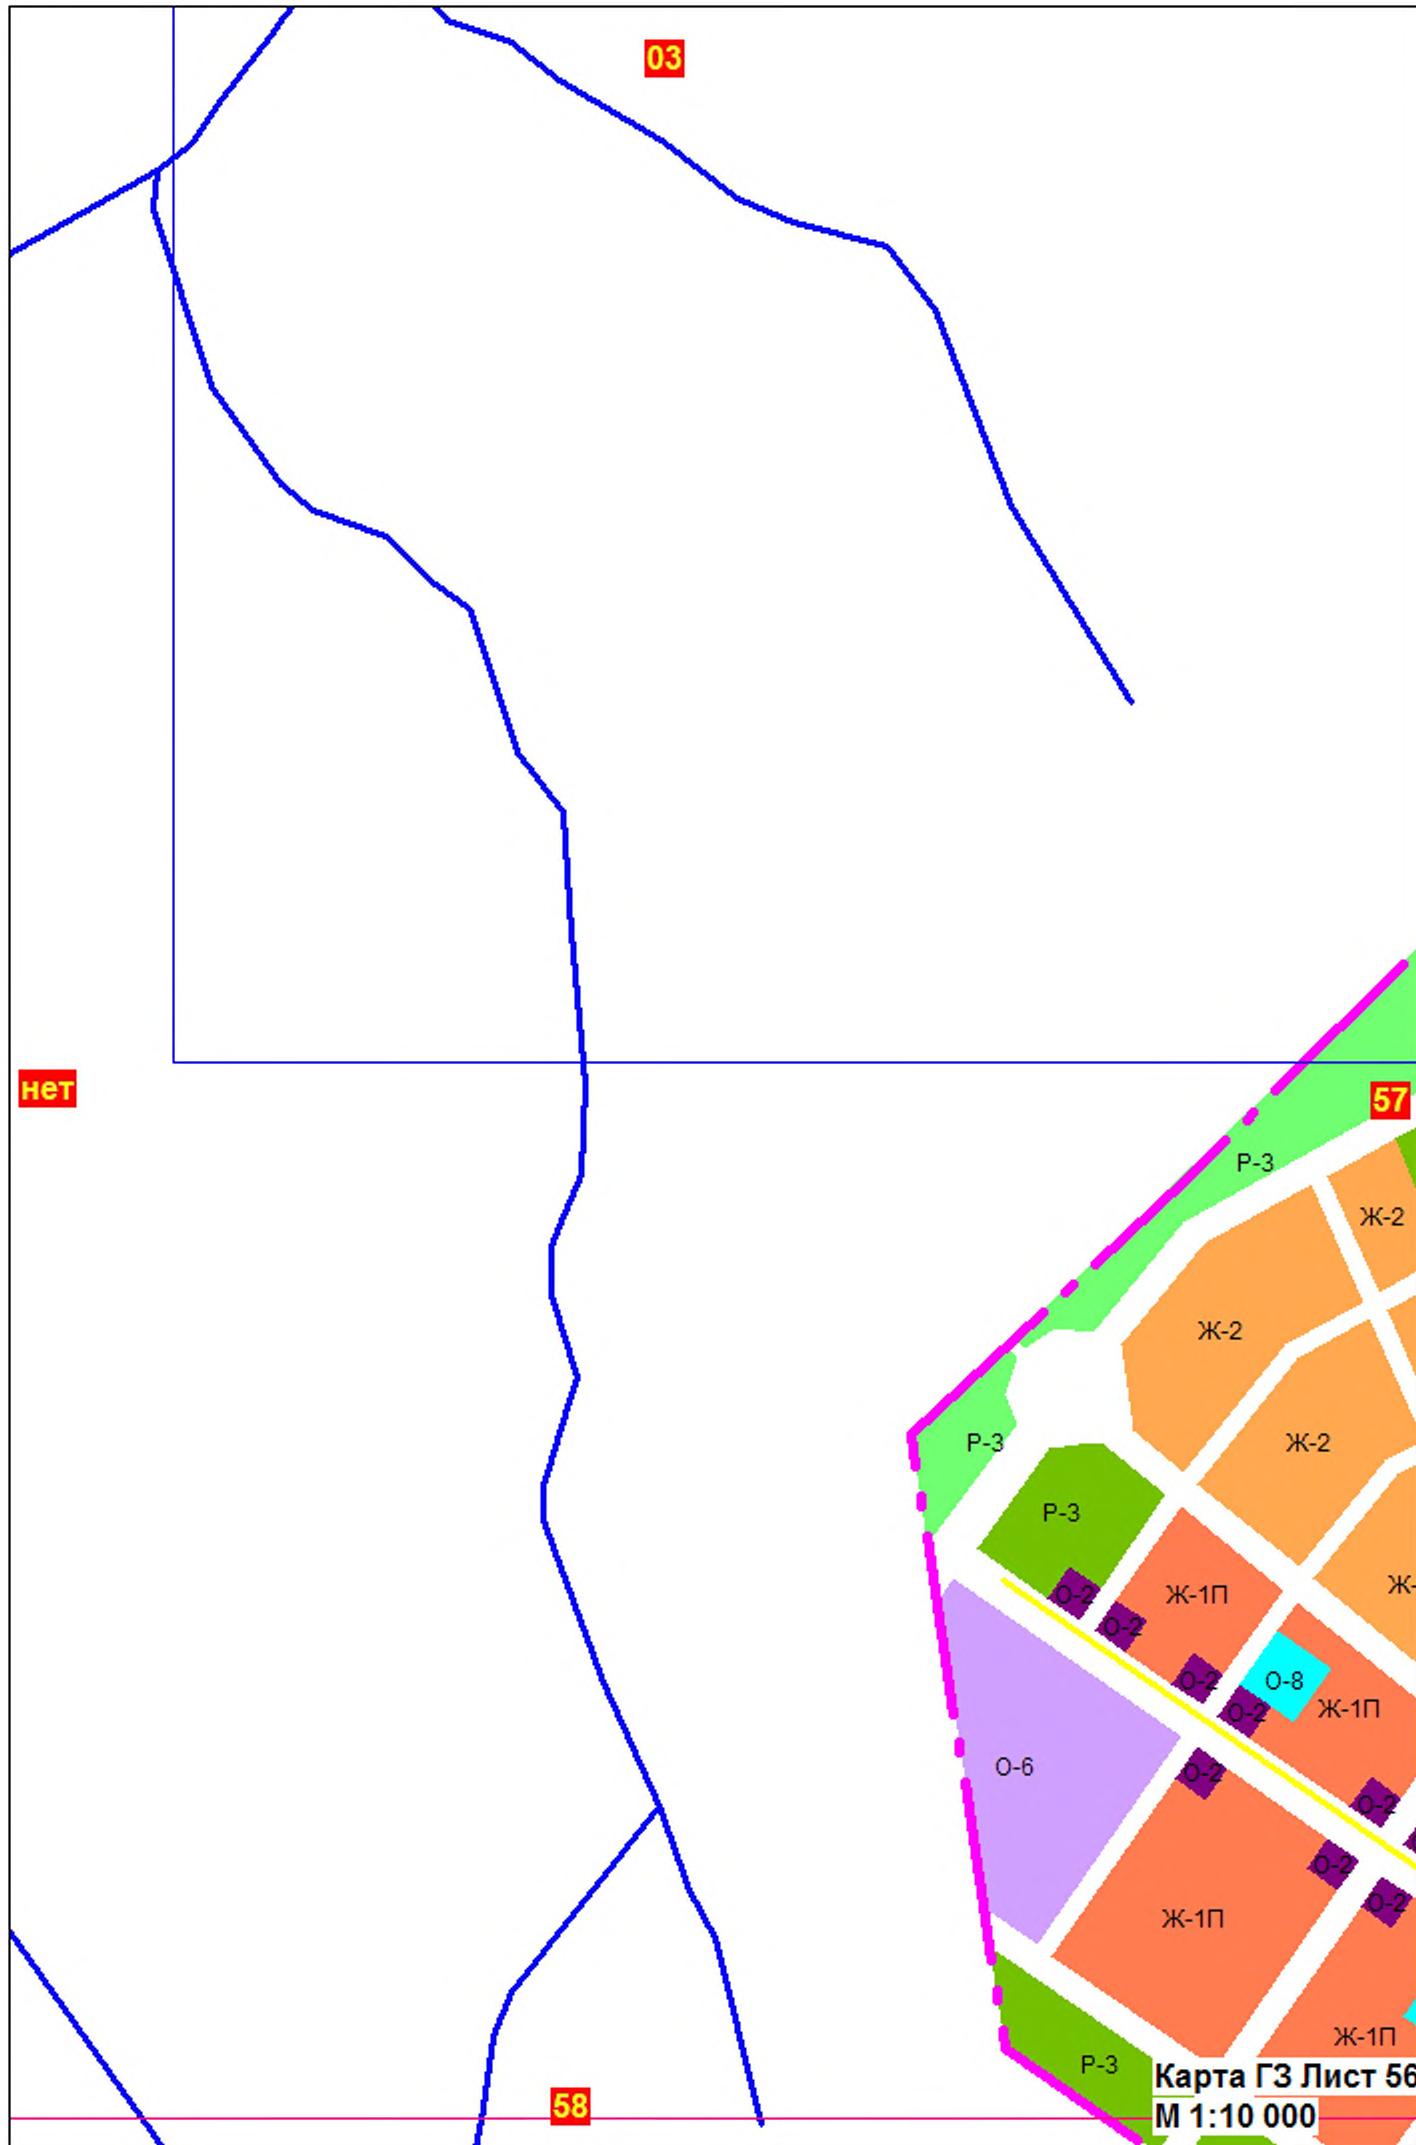 03
нет
57
Р-3
Ж-2
Ж-2
Р-3
Ж-2
Р-3
Ж-
О-2
Ж-1П
О-2
О-2
О-8
О-2
Ж-1П
О-6
О-2
О-2
О-2
О-2
Ж-1П
Ж-1П
Р-3
Карта ГЗ Лист 56
58
М 1:10 000